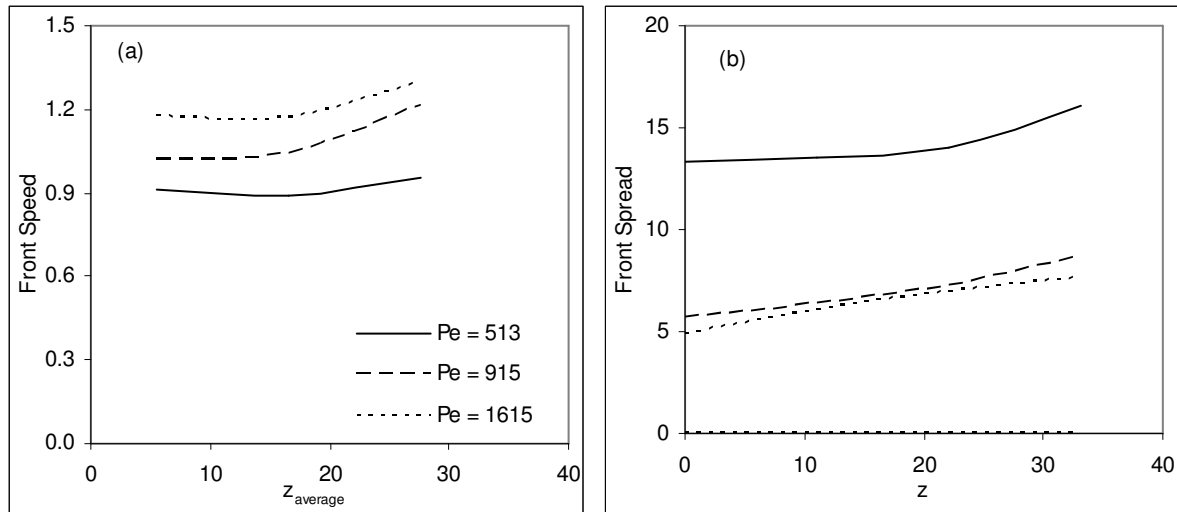 (a)
Front Speed
1.5
1.2
0.9
0.6
0.3
0.0
Pe = 513
Pe = 915
Pe = 1615
0 10 20 30 40
z average
(b)
Front Spread
20
15
10
5
0
0 10 20 30 40
z